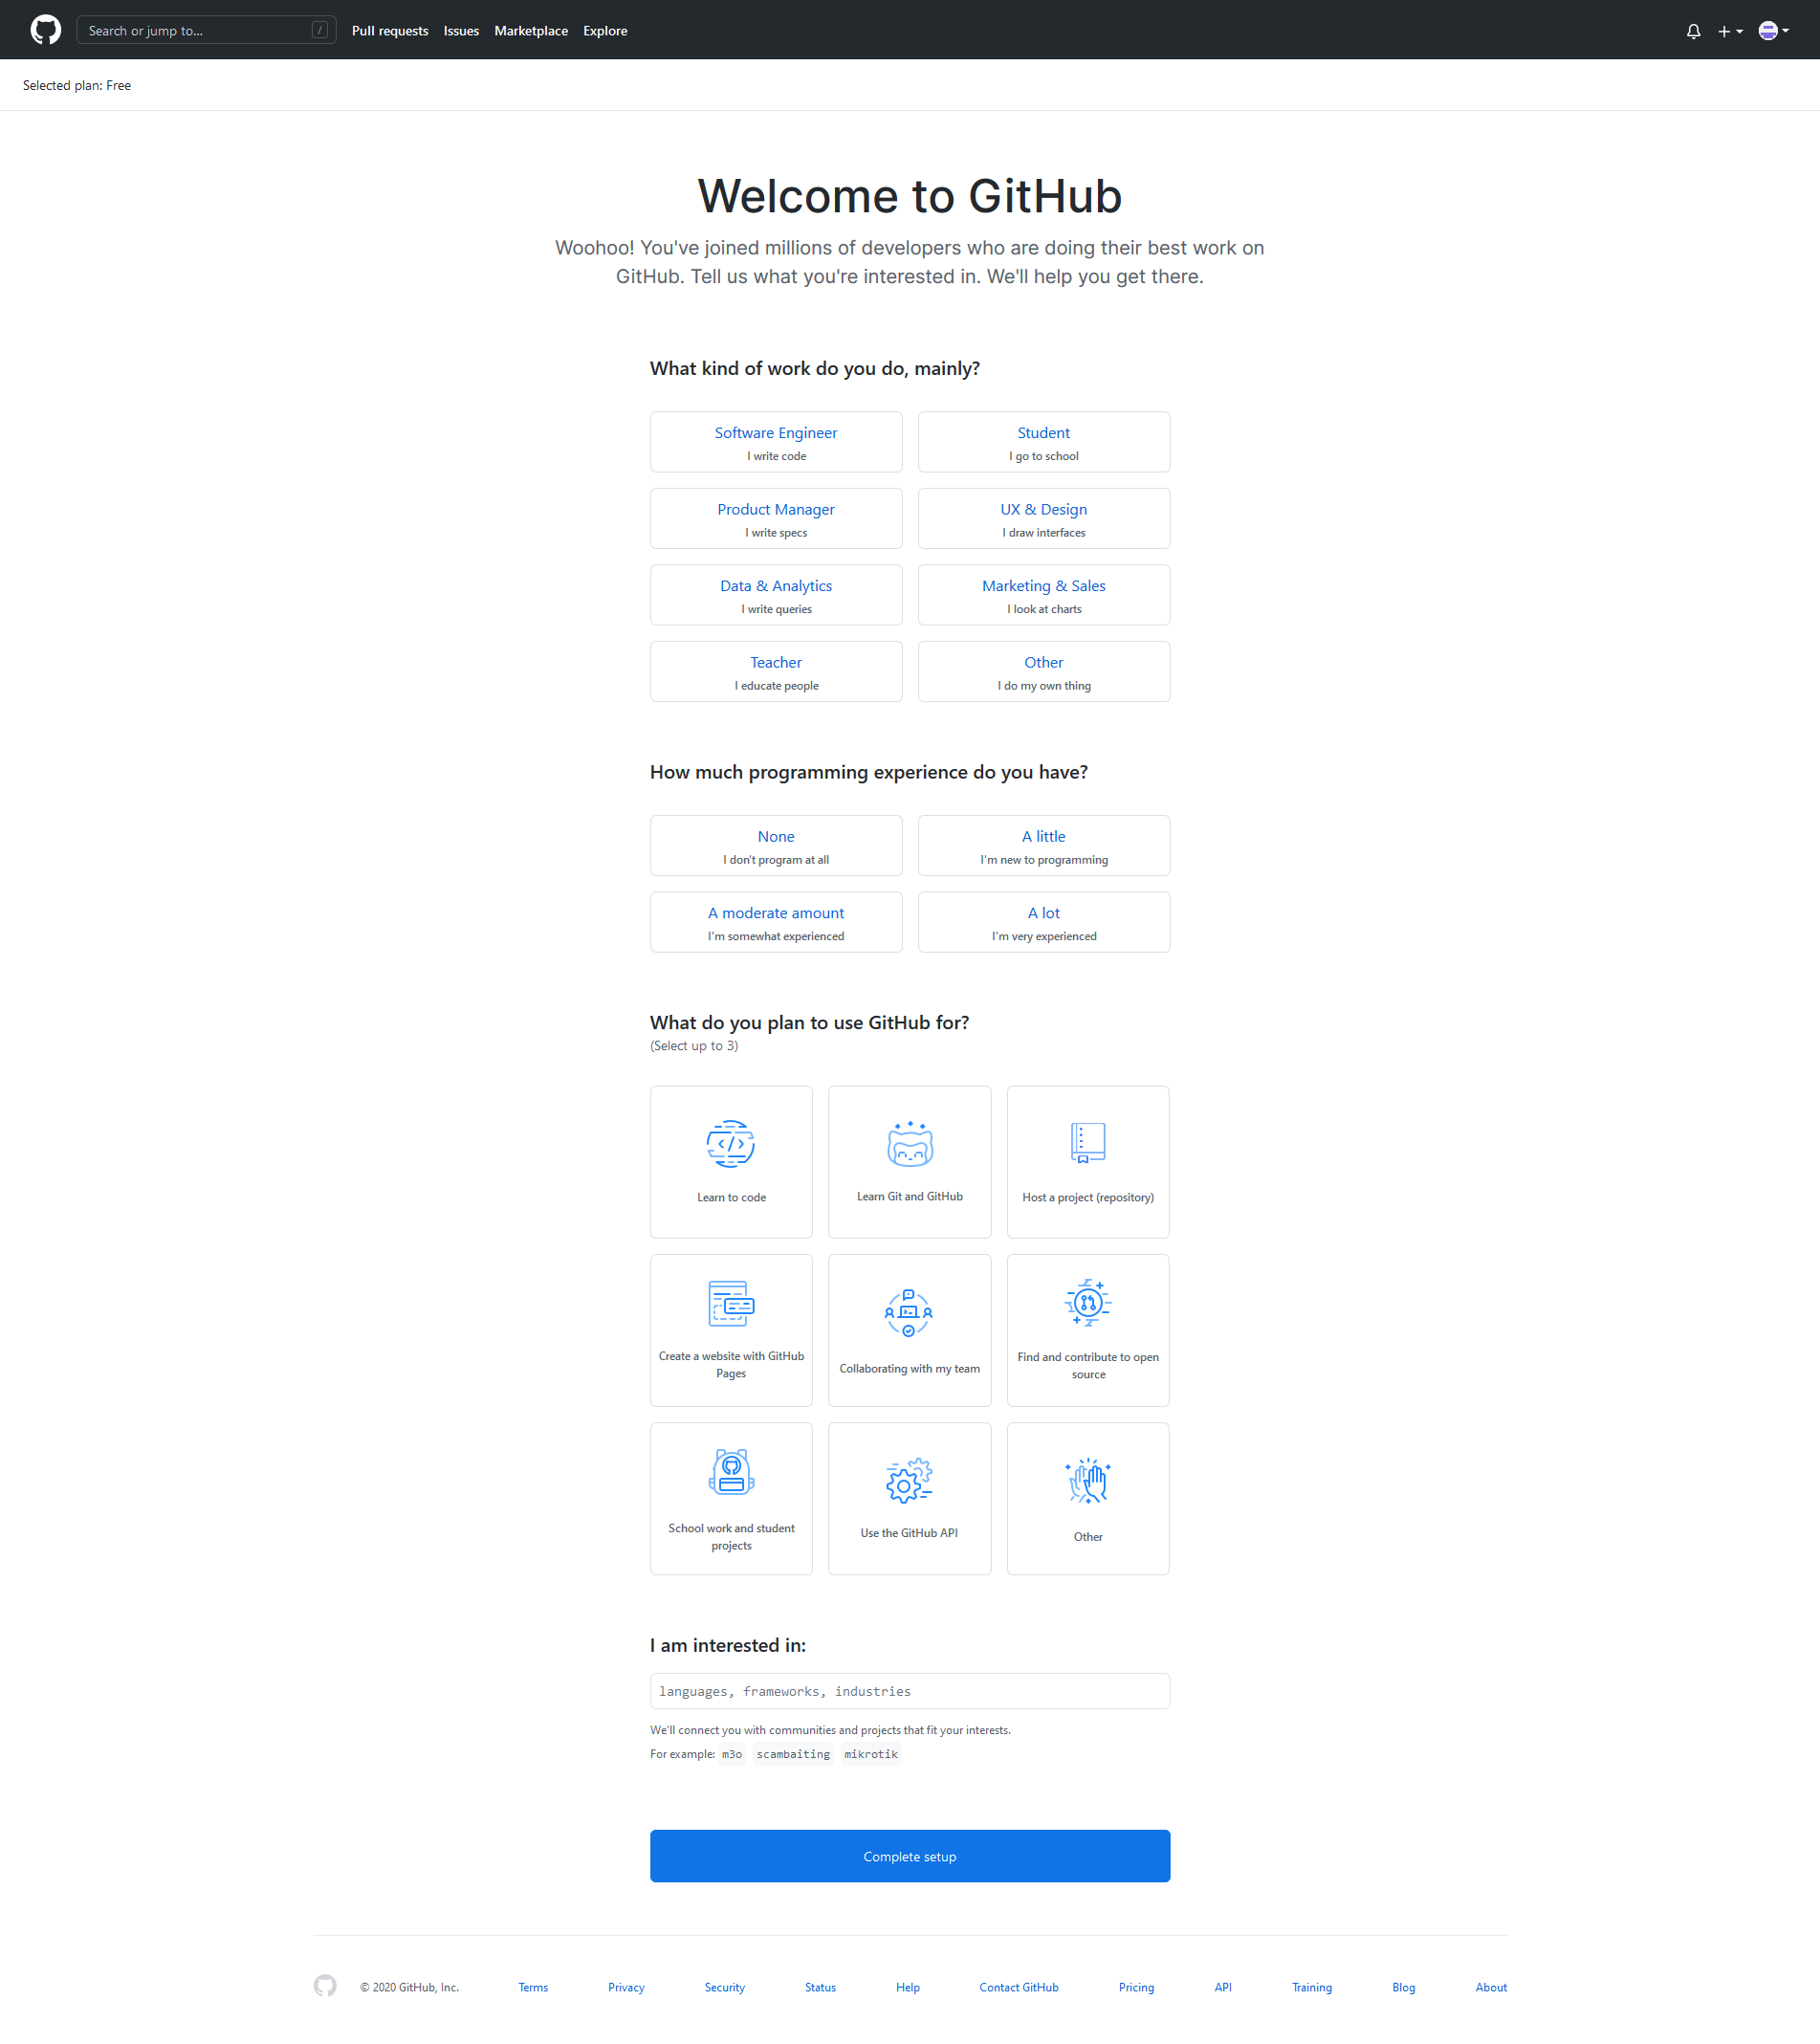 Search or jump to... / Pull requests Issues Marketplace Explore
Selected plan: Free
Welcome to GitHub
Woohoo! You've joined millions of developers who are doing their best work on
GitHub. Tell us what you're interested in. We'll help you get there.
What kind of work do you do, mainly?
Software Engineer
I write code
Student
I go to school
Product Manager
I write specs
UX & Design
I draw interfaces
Data & Analytics
I write queries
Marketing & Sales
I look at charts
Teacher
I educate people
Other
I do my own thing
How much programming experience do you have?
None
I don't program at all
A little
I'm new to programming
A moderate amount
I'm somewhat experienced
A lot
I'm very experienced
What do you plan to use GitHub for?
(Select up to 3)
Learn to code
Learn Git and GitHub
Host a project (repository)
Create a website with GitHub
Pages
Collaborating with my team
Find and contribute to open
source
School work and student
projects
Use the GitHub API
Other
I am interested in:
languages, frameworks, industries
We'll connect you with communities and projects that fit your interests.
For example: m3o scambaiting mikrotik
Complete setup
© 2020 GitHub, Inc. Terms Privacy Security Status Help Contact GitHub Pricing API Training Blog About